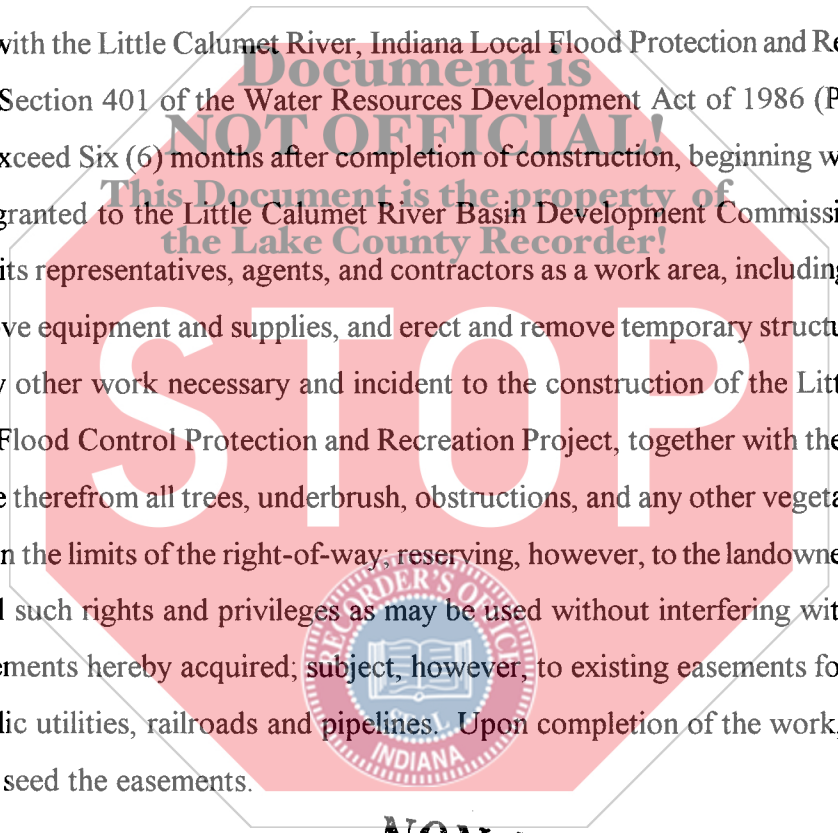 with the Little Calumet River, Indiana Local Flood Protection and Re
Document is
Section 401 of the Water Resources Development Act of 1986 (P
NOT OFFICIAL!
xceed Six (6) months after completion of construction, beginning w
This Document is the property of
granted to the Little Calumet River Basin Development Commissi
the Lake County Recorder!
its representatives, agents, and contractors as a work area, including
ve equipment and supplies, and erect and remove temporary structu
STOP
y other work necessary and incident to the construction of the Litt
Flood Control Protection and Recreation Project, together with the
e therefrom all trees, underbrush, obstructions, and any other vegeta
n the limits of the right-of-way; reserving, however, to the landowne
RECORDER'S OFFICE
l such rights and privileges as may be used without interfering wit
ements hereby acquired; subject, however, to existing easements fo
SEAL
lic utilities, railroads and pipelines. Upon completion of the work,
INDIANA
seed the easements.